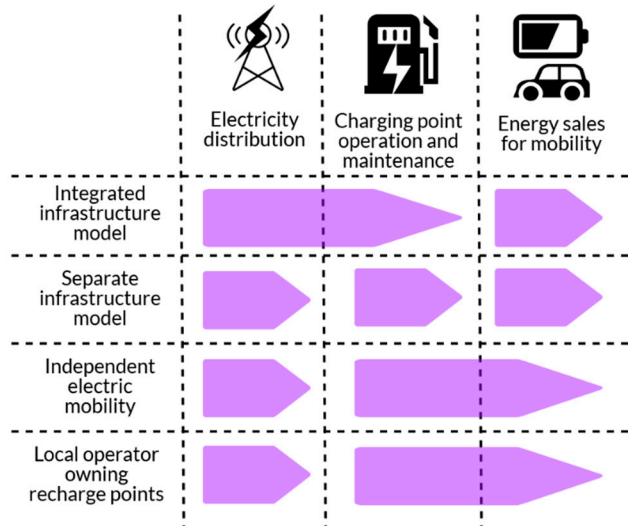 Electricity
distribution
Charging point
operation and
maintenance
Energy sales
for mobility
Integrated
infrastructure
model
Separate
infrastructure
model
Independent
electric
mobility
Local operator
owning
recharge points